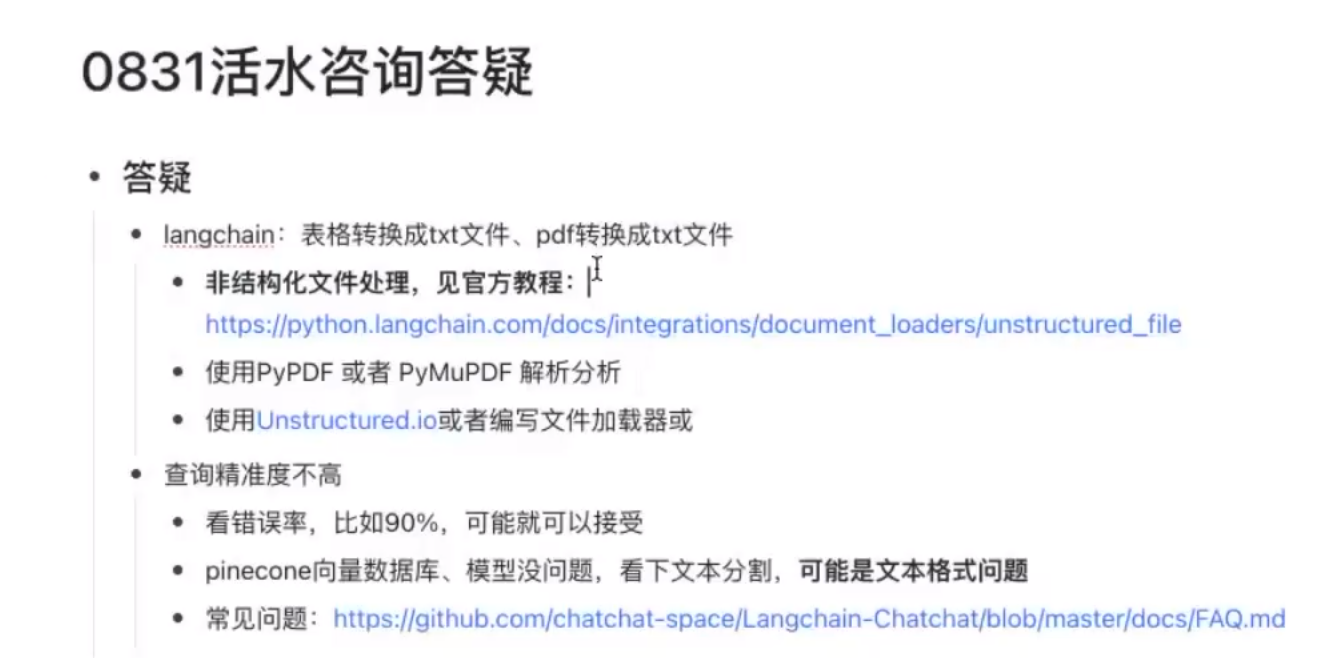 0831活水咨询答疑
答疑
langchain：表格转换成txt文件、pdf转换成txt文件
非结构化文件处理，见官方教程：
https://python.langchain.com/docs/integrations/document_loaders/unstructured_file
使用PyPDF 或者 PyMuPDF 解析分析
使用Unstructured.io或者编写文件加载器或
查询精准度不高
看错误率，比如90%，可能就可以接受
pinecone向量数据库、模型没问题，看下文本分割，可能是文本格式问题
常见问题：https://github.com/chatchat-space/Langchain-Chatchat/blob/master/docs/FAQ.md